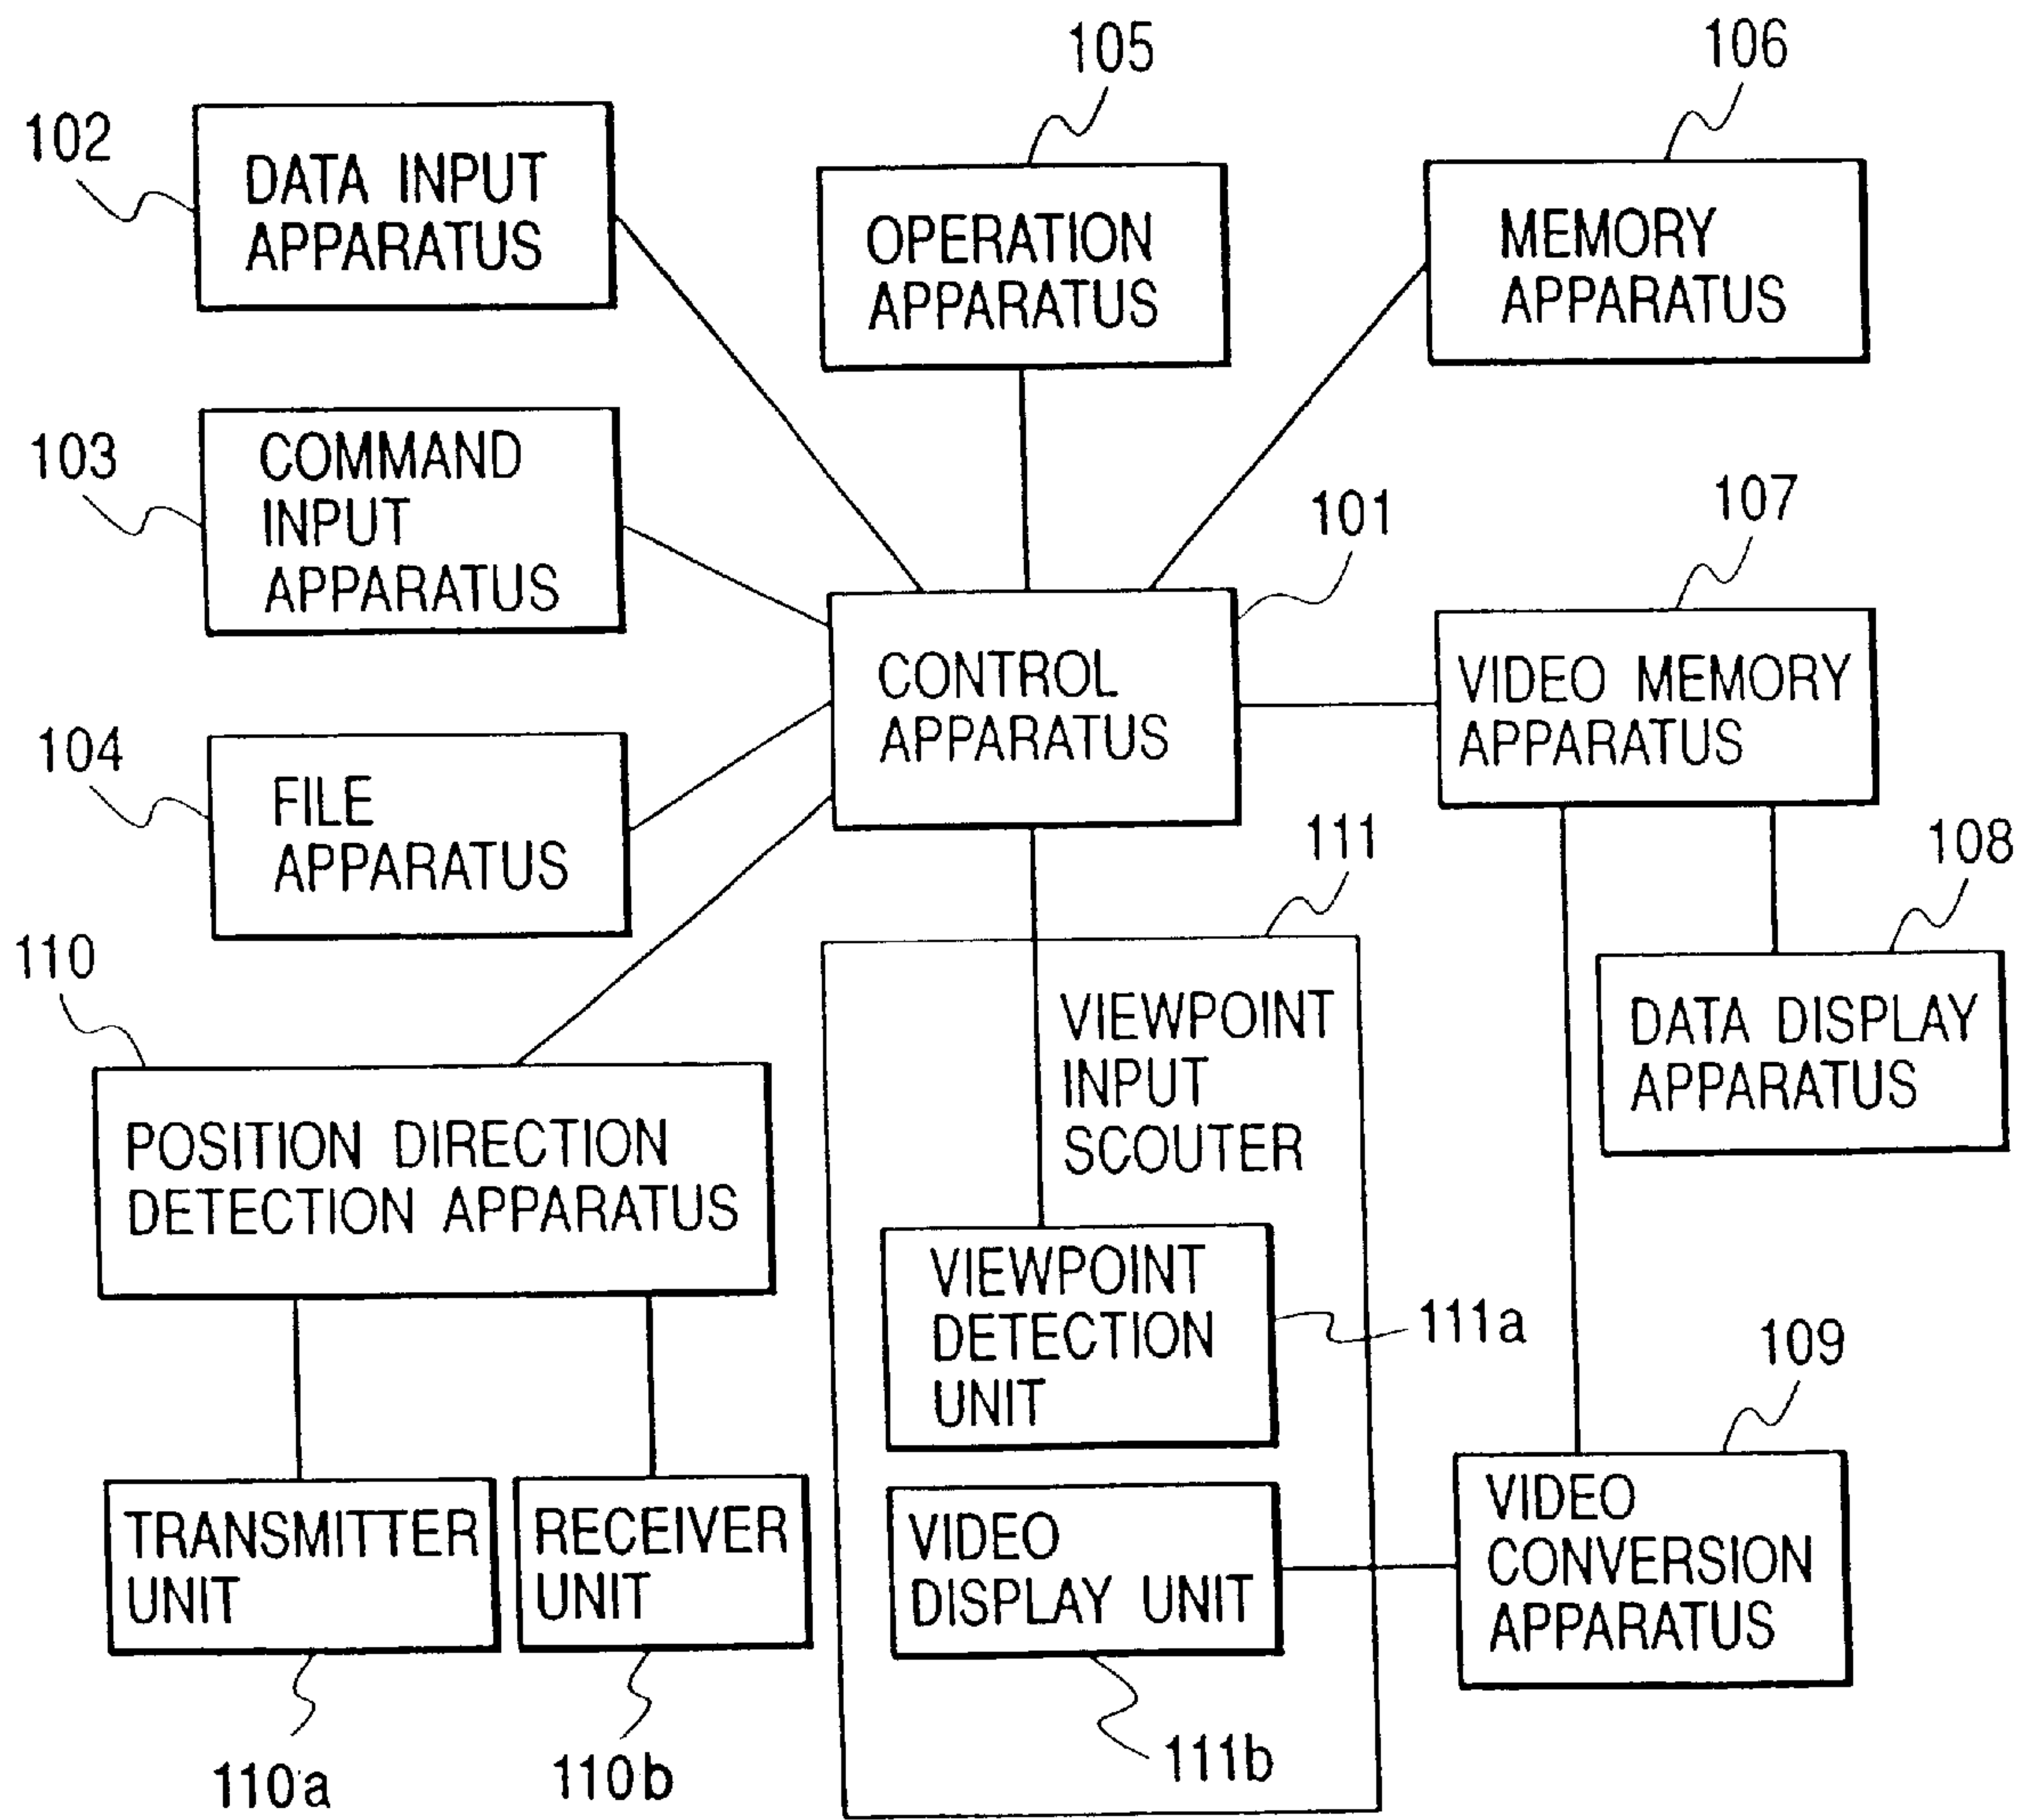 105
106
102
DATA INPUT
APPARATUS
OPERATION
APPARATUS
MEMORY
APPARATUS
103
COMMAND
INPUT
APPARATUS
101
107
CONTROL
APPARATUS
VIDEO MEMORY
APPARATUS
104
FILE
APPARATUS
111
108
110
VIEWPOINT
INPUT
SCOUTER
DATA DISPLAY
APPARATUS
POSITION DIRECTION
DETECTION APPARATUS
VIEWPOINT
DETECTION
UNIT
111a
109
TRANSMITTER
UNIT
RECEIVER
UNIT
VIDEO
DISPLAY UNIT
VIDEO
CONVERSION
APPARATUS
110a
110b
111b